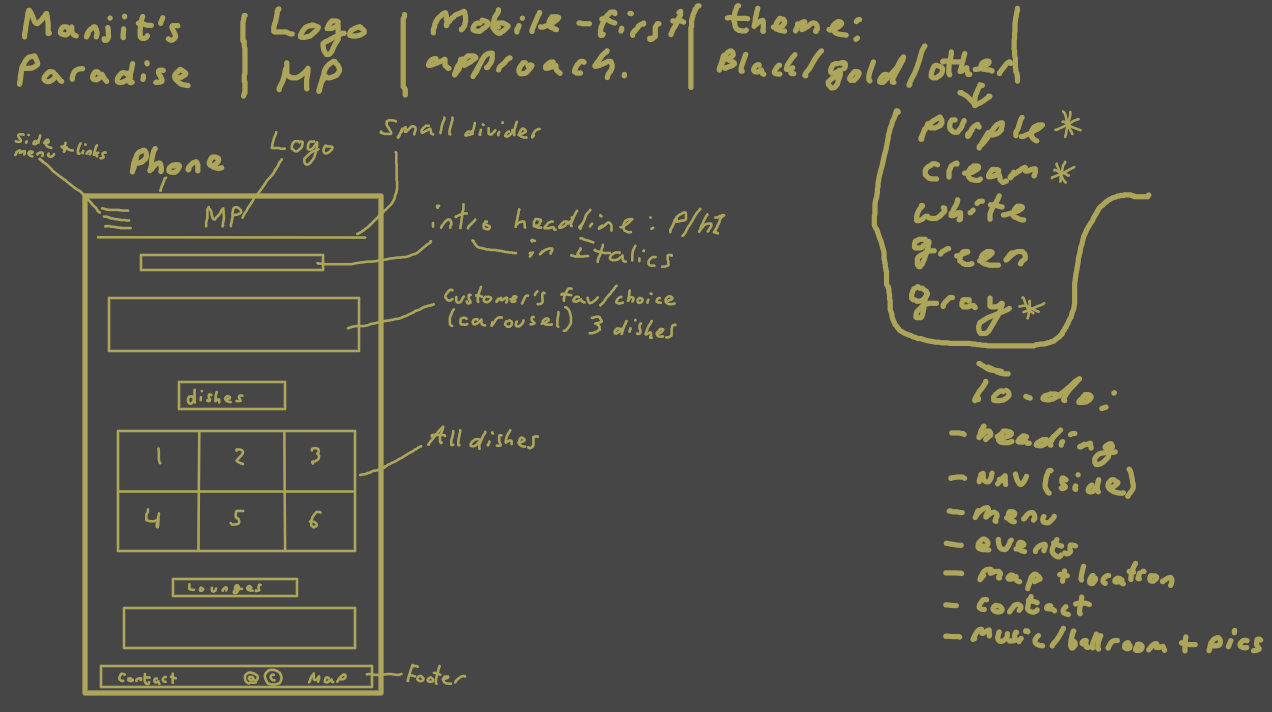 Manjit's
Paradise
Logo
MP
Mobile-first
approach.
theme:
Black/gold/other
purple *
cream *
white
green
gray *
Side
menu + links
Phone
Logo
Small divider
MP
intro headline: P/h1
in Italics
Customer's fav/choice
(carousel) 3 dishes
dishes
1 2 3
4 5 6
All dishes
Lounges
Contact @ © Map
Footer
To-do:
- heading
- NAV (side)
- menu
- events
- Map + location
- contact
- Music/ballroom + pics